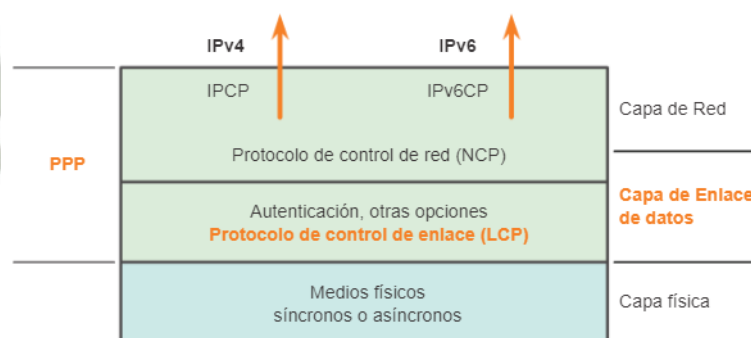 IPv4 IPv6
IPCP IPv6CP
Capa de Red
Protocolo de control de red (NCP)
PPP
Capa de Enlace
de datos
Autenticación, otras opciones
Protocolo de control de enlace (LCP)
Medios físicos
síncronos o asíncronos
Capa física